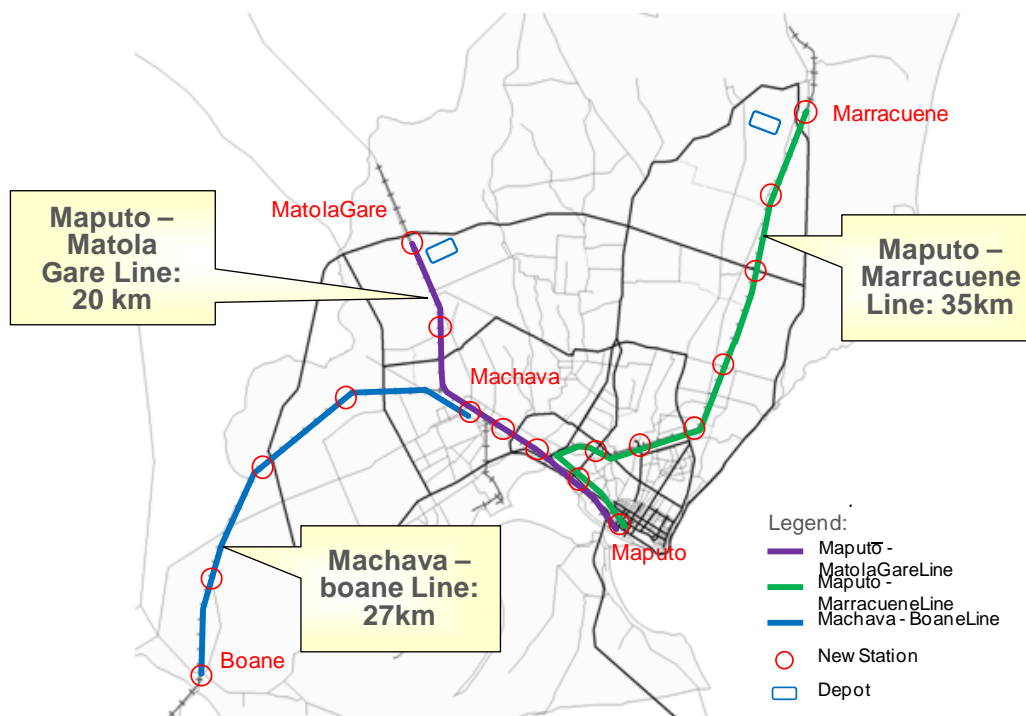 Marracuene
MatolaGare
Maputo –
Matola
Gare Line:
20 km
Maputo –
Marracuene
Line: 35km
Machava
Machava –
boane Line:
27km
Maputo
Boane
Legend:
Maputo -
MatolaGareLine
Maputo -
MarracueneLine
Machava - BoaneLine
New Station
Depot